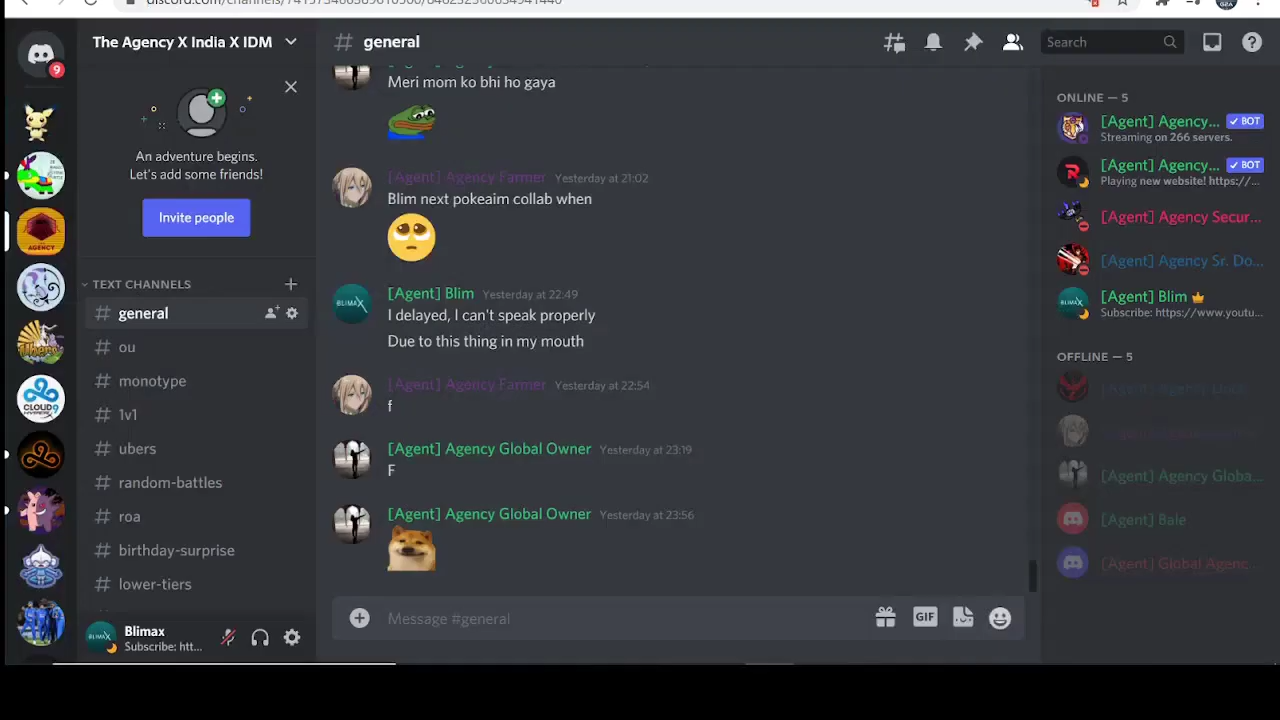 The Agency X India X IDM
general
Search
9
An adventure begins.
Let's add some friends!
Invite people
TEXT CHANNELS
general
ou
monotype
1v1
ubers
random-battles
roa
birthday-surprise
lower-tiers
Blimax
Subscribe: htt...
Meri mom ko bhi ho gaya
[Agent] Agency Farmer Yesterday at 21:02
Blim next pokeaim collab when
[Agent] Blim Yesterday at 22:49
I delayed, I can't speak properly
Due to this thing in my mouth
[Agent] Agency Farmer Yesterday at 22:54
f
[Agent] Agency Global Owner Yesterday at 23:19
F
[Agent] Agency Global Owner Yesterday at 23:56
Message #general
GIF
ONLINE — 5
[Agent] Agency... BOT
Streaming on 266 servers.
[Agent] Agency... BOT
Playing new website! https://...
[Agent] Agency Secur...
[Agent] Agency Sr. Do...
[Agent] Blim
Subscribe: https://www.youtu...
OFFLINE — 5
[Agent] Agency Globa...
[Agent] Bale
[Agent] Global Agenc...
AGENCY
CLOUD9
BLIMAX